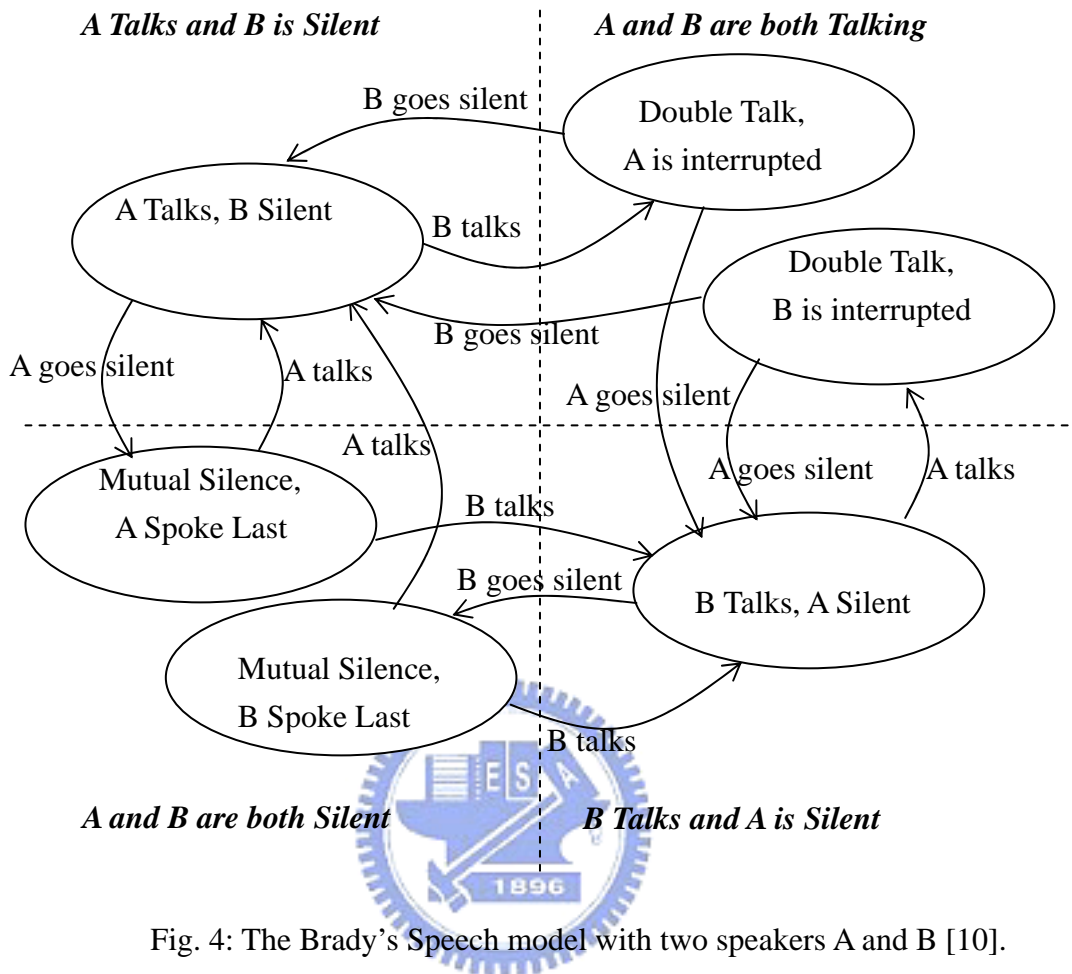 A Talks and B is Silent
A and B are both Talking
B goes silent
Double Talk,
A is interrupted
A Talks, B Silent
B talks
Double Talk,
B is interrupted
B goes silent
A goes silent
A talks
A goes silent
A talks
A goes silent
A talks
Mutual Silence,
A Spoke Last
B talks
B goes silent
B Talks, A Silent
Mutual Silence,
B Spoke Last
B talks
E S A
A and B are both Silent
B Talks and A is Silent
1896
Fig. 4: The Brady's Speech model with two speakers A and B [10].